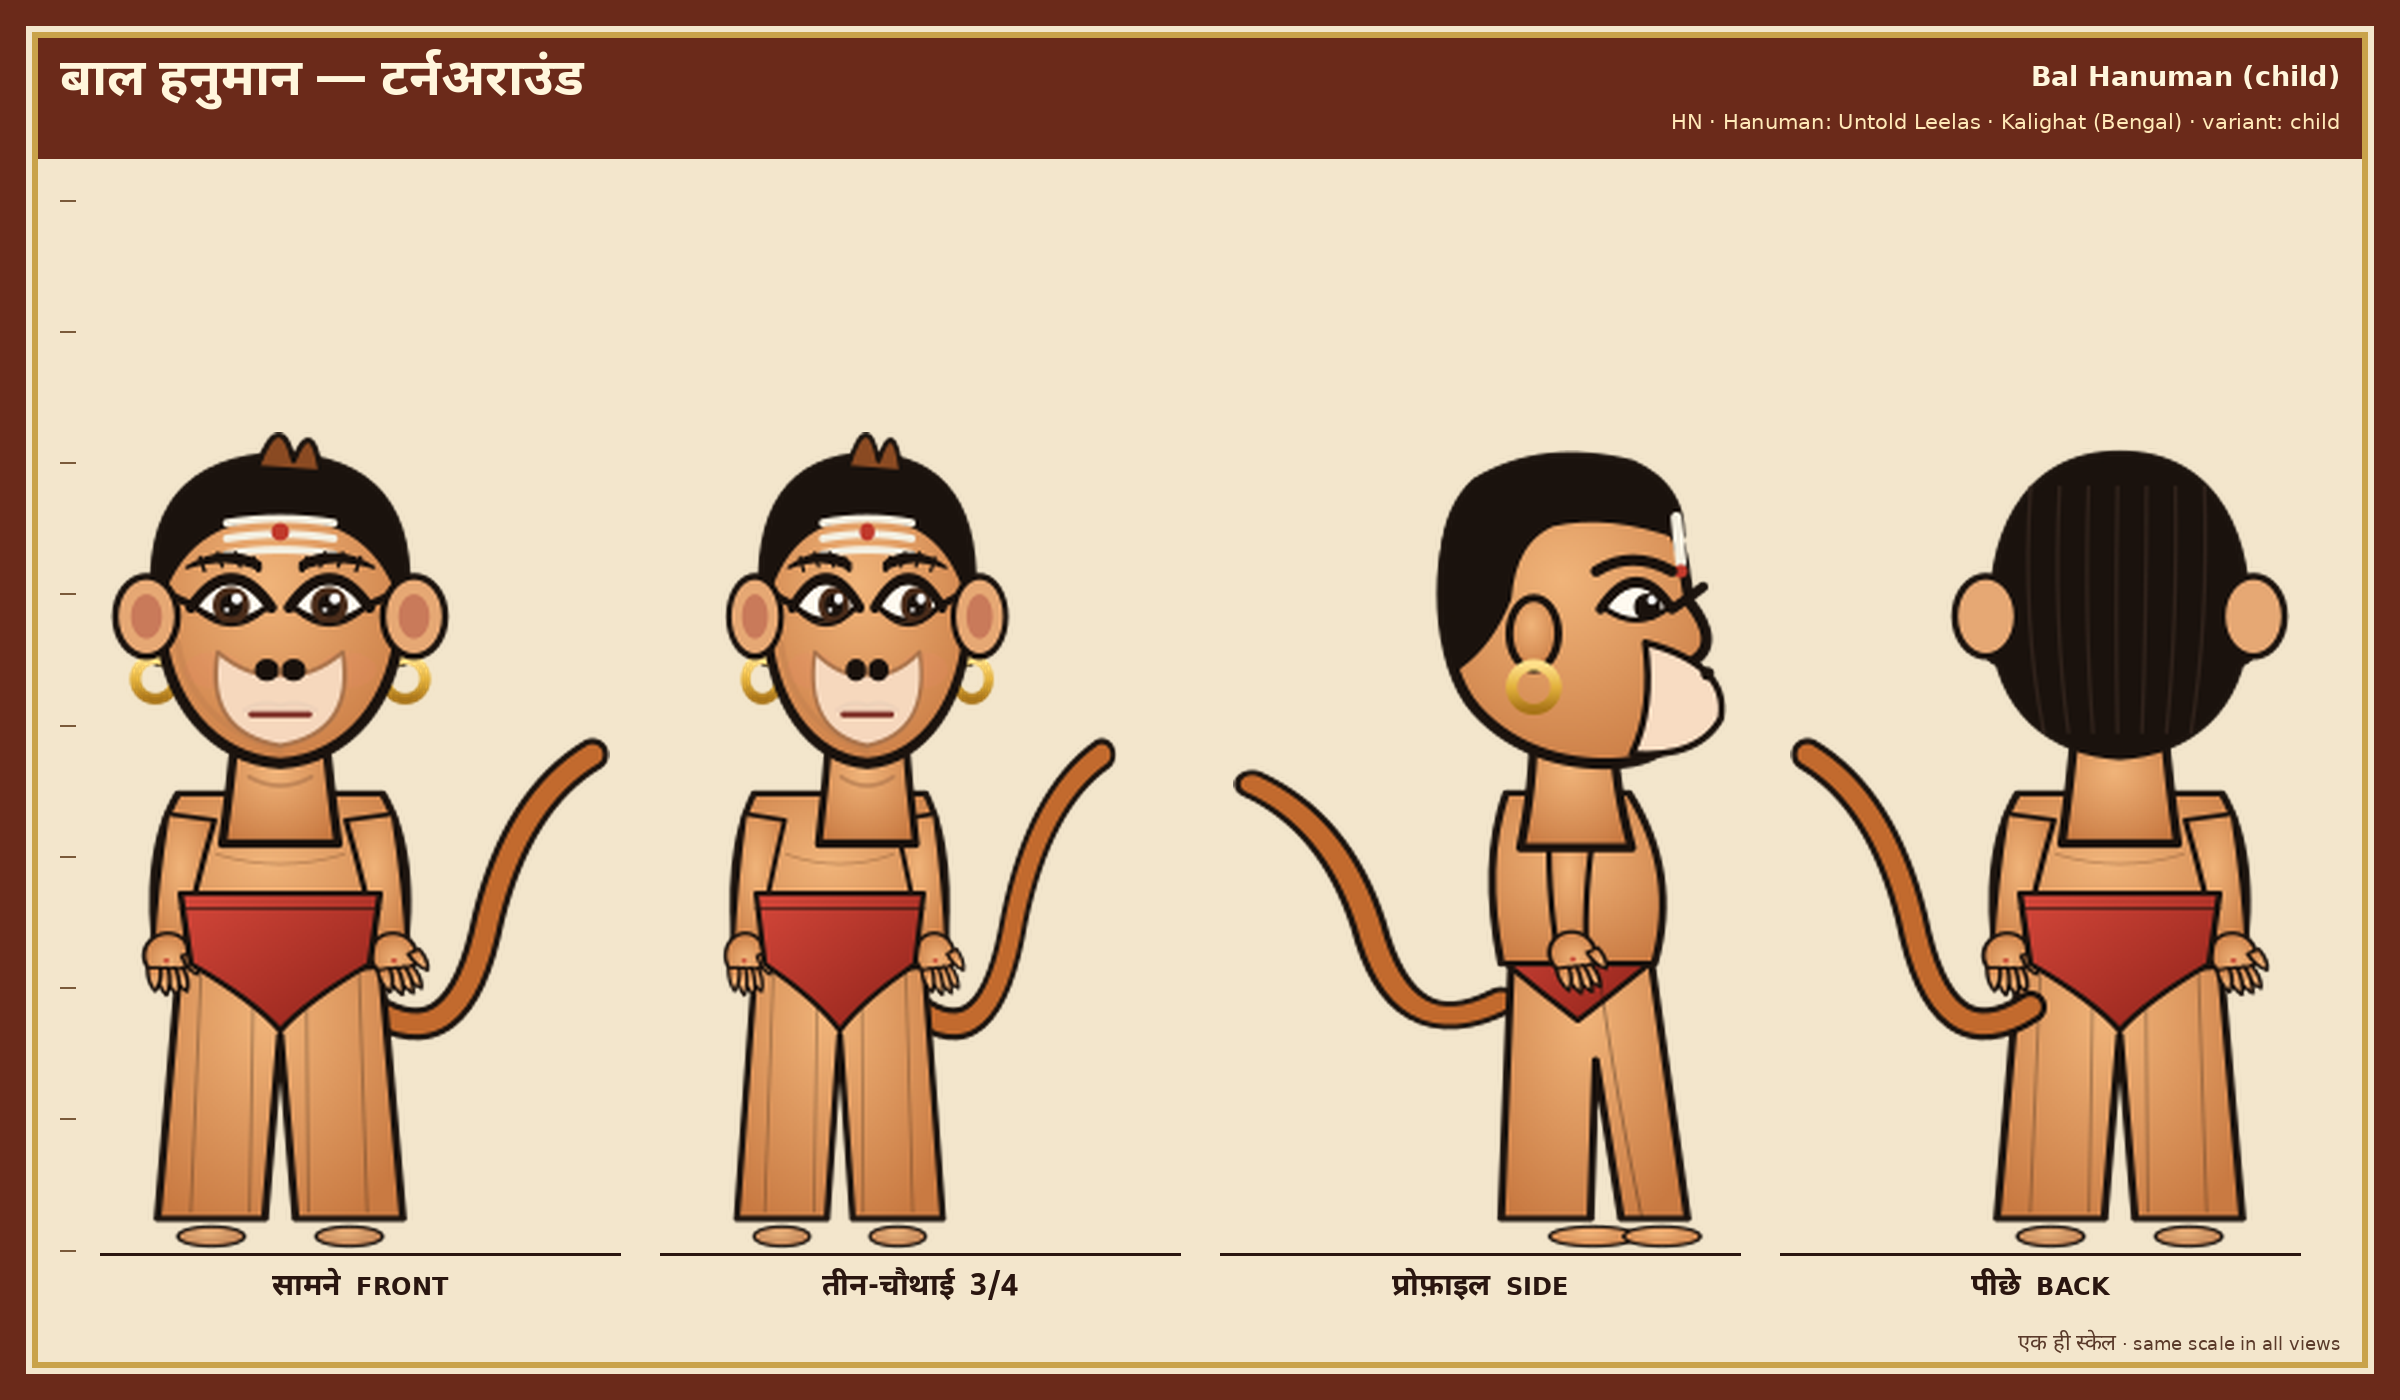 बाल हनुमान — टर्नअराउंड
Bal Hanuman (child)
HN · Hanuman: Untold Leelas · Kalighat (Bengal) · variant: child
सामने FRONT
तीन-चौथाई 3/4
प्रोफ़ाइल SIDE
पीछे BACK
एक ही स्केल · same scale in all views